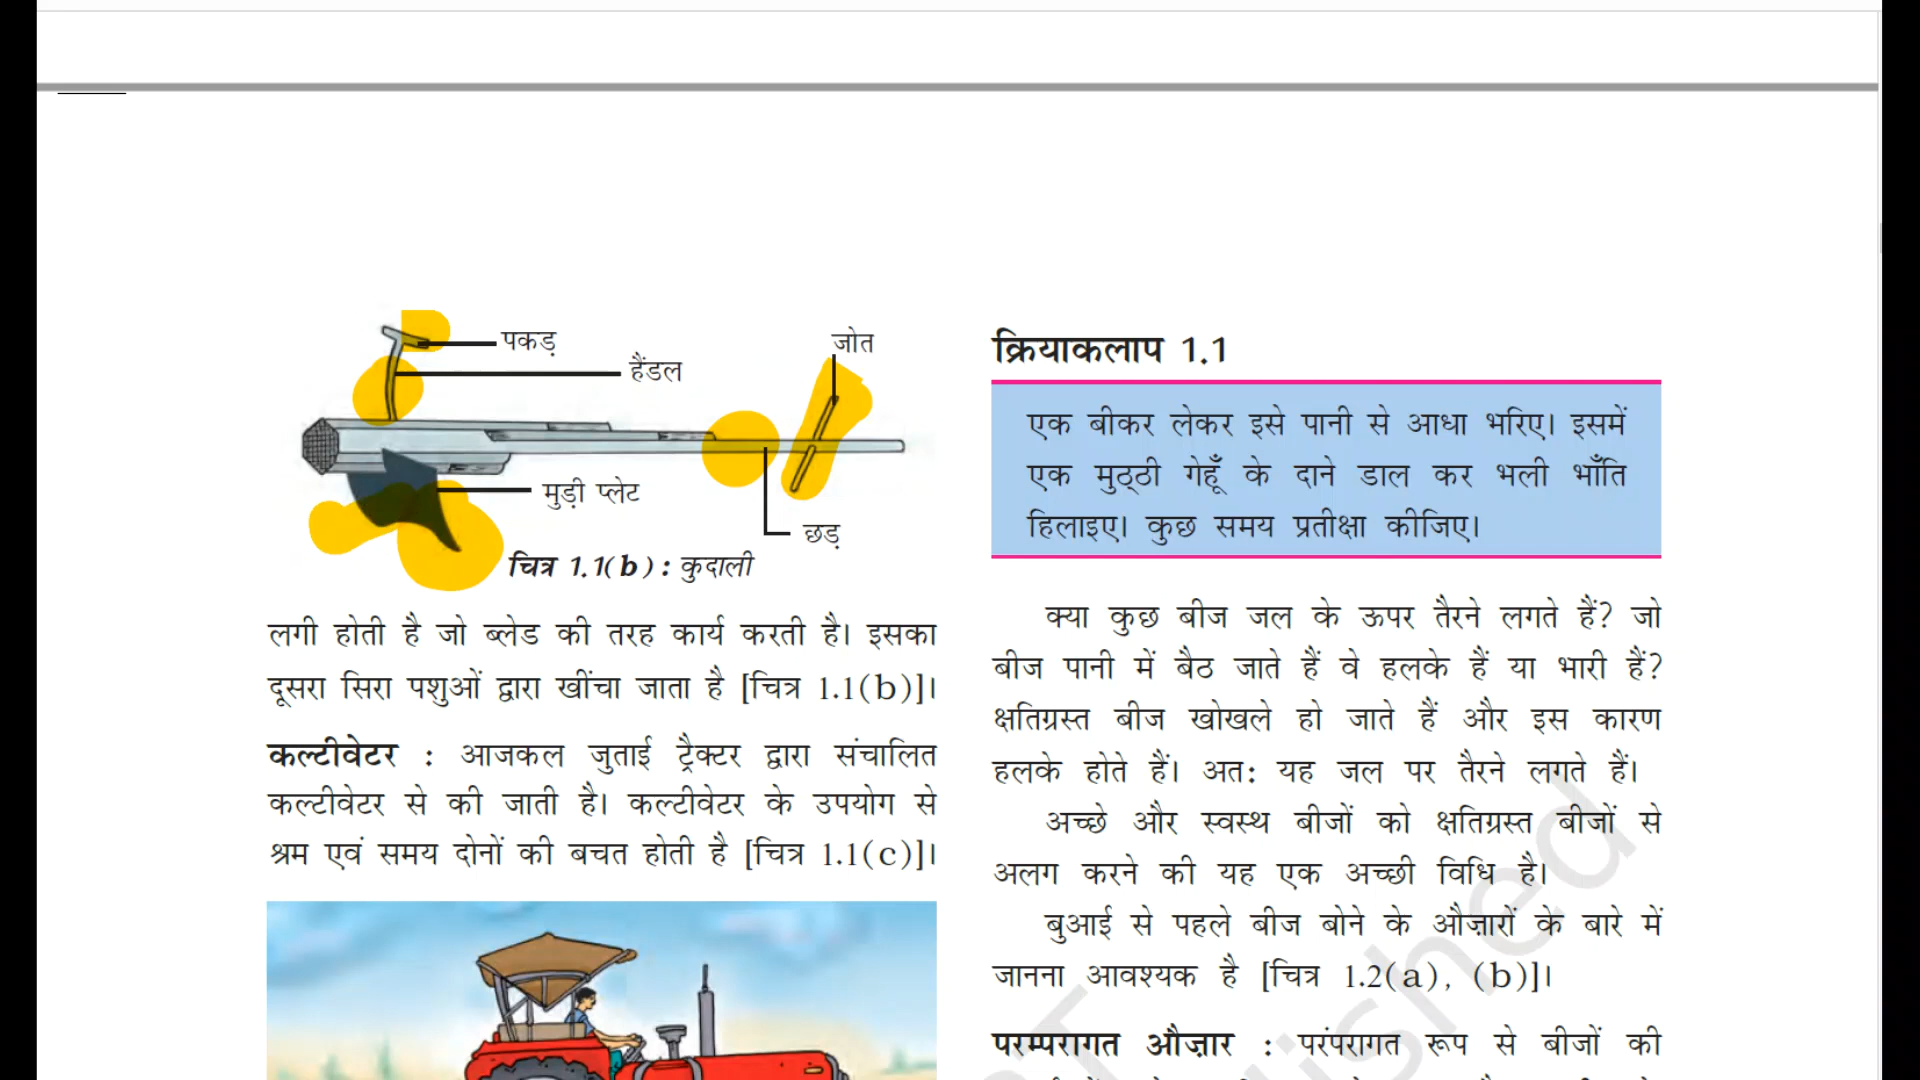 पकड़
हैंडल
जोत
मुड़ी प्लेट
छड़
चित्र 1.1(b) : कुदाली
लगी होती है जो ब्लेड की तरह कार्य करती है। इसका
दूसरा सिरा पशुओं द्वारा खींचा जाता है [चित्र 1.1(b)]।
कल्टीवेटर : आजकल जुताई ट्रैक्टर द्वारा संचालित
कल्टीवेटर से की जाती है। कल्टीवेटर के उपयोग से
श्रम एवं समय दोनों की बचत होती है [चित्र 1.1(c)]।
क्रियाकलाप 1.1
एक बीकर लेकर इसे पानी से आधा भरिए। इसमें
एक मुठ्ठी गेहूँ के दाने डाल कर भली भाँति
हिलाइए। कुछ समय प्रतीक्षा कीजिए।
क्या कुछ बीज जल के ऊपर तैरने लगते हैं? जो
बीज पानी में बैठ जाते हैं वे हलके हैं या भारी हैं?
क्षतिग्रस्त बीज खोखले हो जाते हैं और इस कारण
हलके होते हैं। अत: यह जल पर तैरने लगते हैं।
अच्छे और स्वस्थ बीजों को क्षतिग्रस्त बीजों से
अलग करने की यह एक अच्छी विधि है।
बुआई से पहले बीज बोने के औज़ारों के बारे में
जानना आवश्यक है [चित्र 1.2(a), (b)]।
परम्परागत औज़ार : परंपरागत रूप से बीजों की